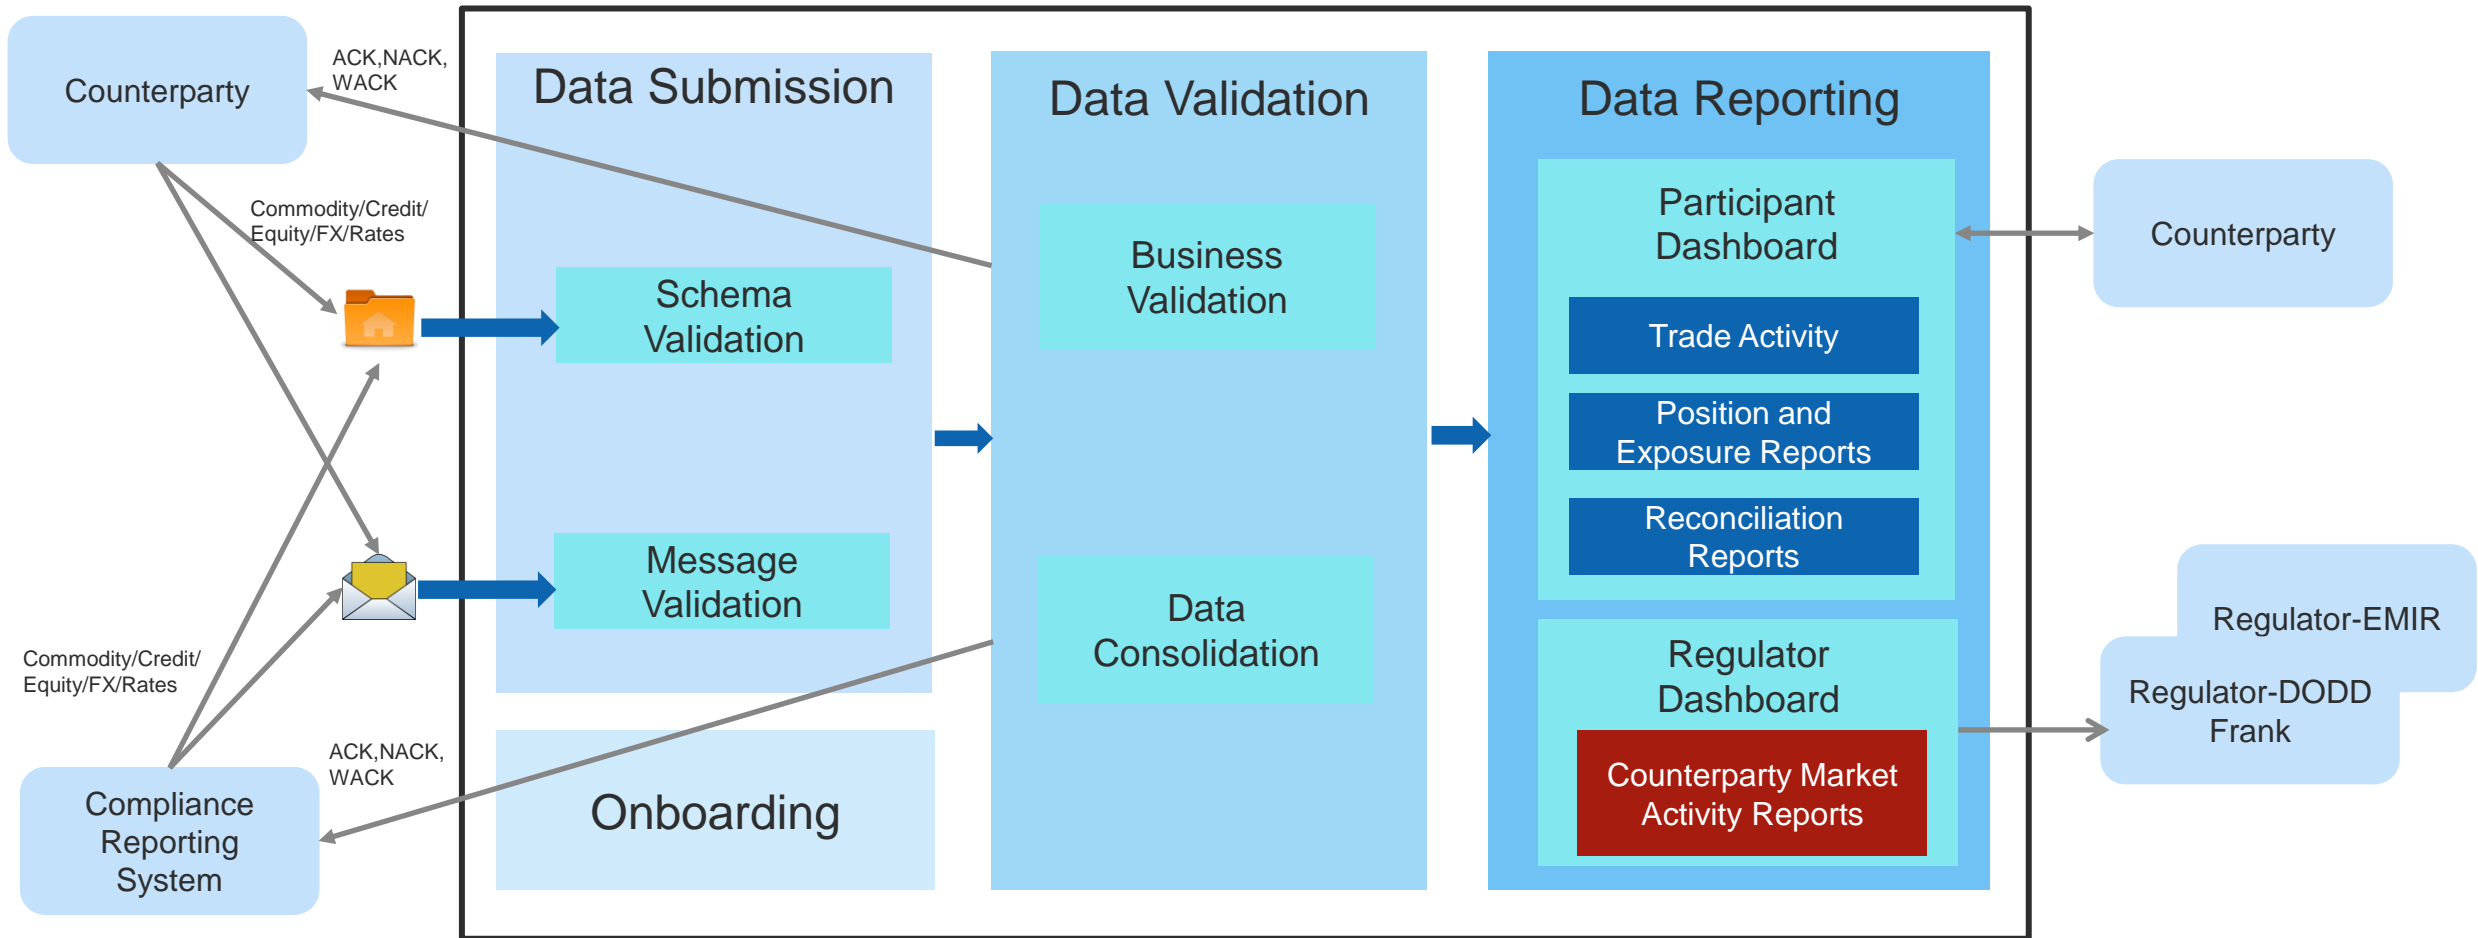 Counterparty
ACK,NACK,
WACK
Commodity/Credit/
Equity/FX/Rates
Commodity/Credit/
Equity/FX/Rates
ACK,NACK,
WACK
Compliance
Reporting
System
Data Submission
Schema
Validation
Message
Validation
Onboarding
Data Validation
Business
Validation
Data
Consolidation
Data Reporting
Participant
Dashboard
Trade Activity
Position and
Exposure Reports
Reconciliation
Reports
Regulator
Dashboard
Counterparty Market
Activity Reports
Counterparty
Regulator-EMIR
Regulator-DODD
Frank